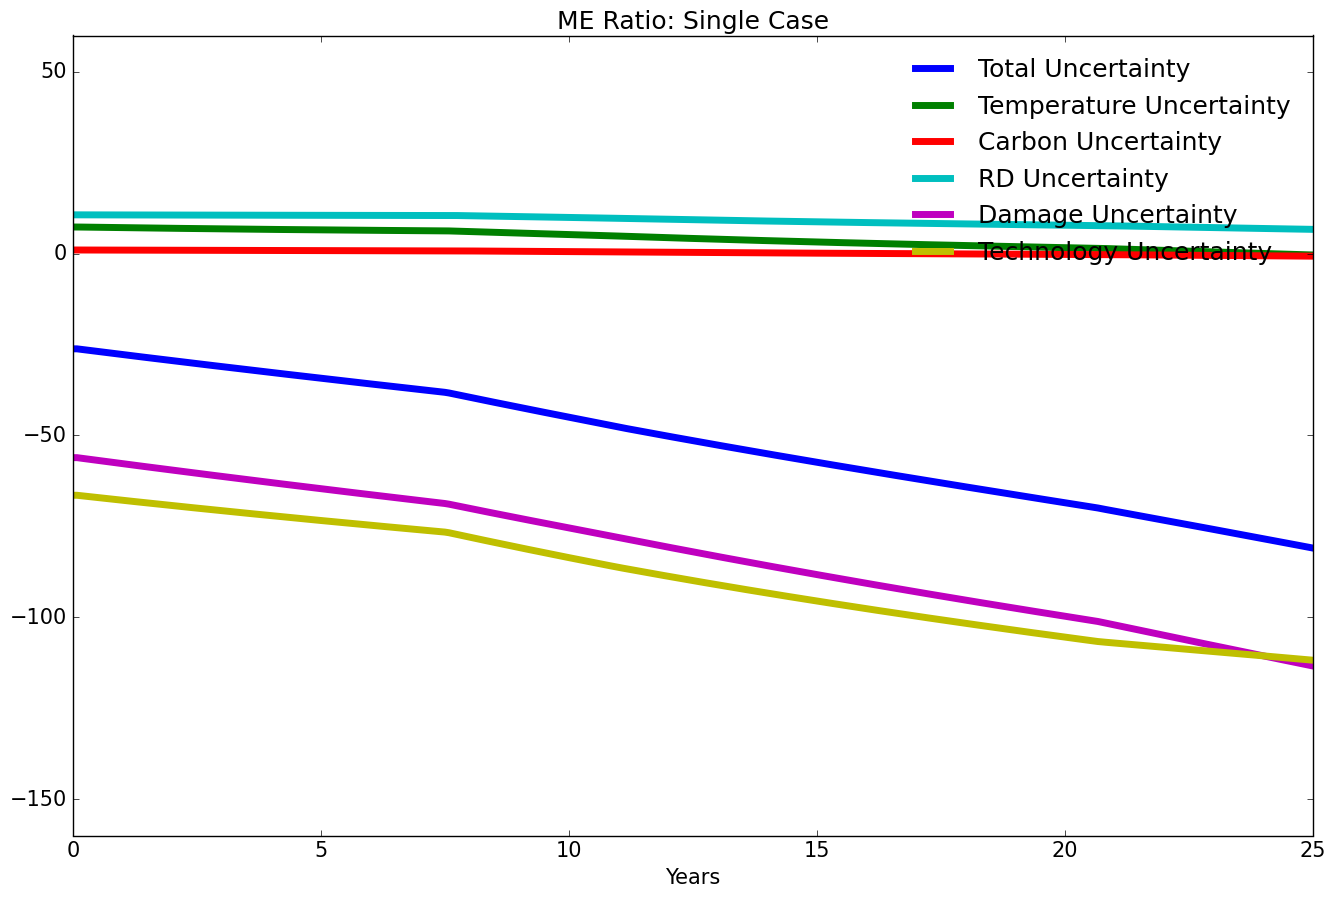 ME Ratio: Single Case
50
0
−50
−100
−150
Total Uncertainty
Temperature Uncertainty
Carbon Uncertainty
RD Uncertainty
Damage Uncertainty
Technology Uncertainty
0 5 10 15 20 25
Years